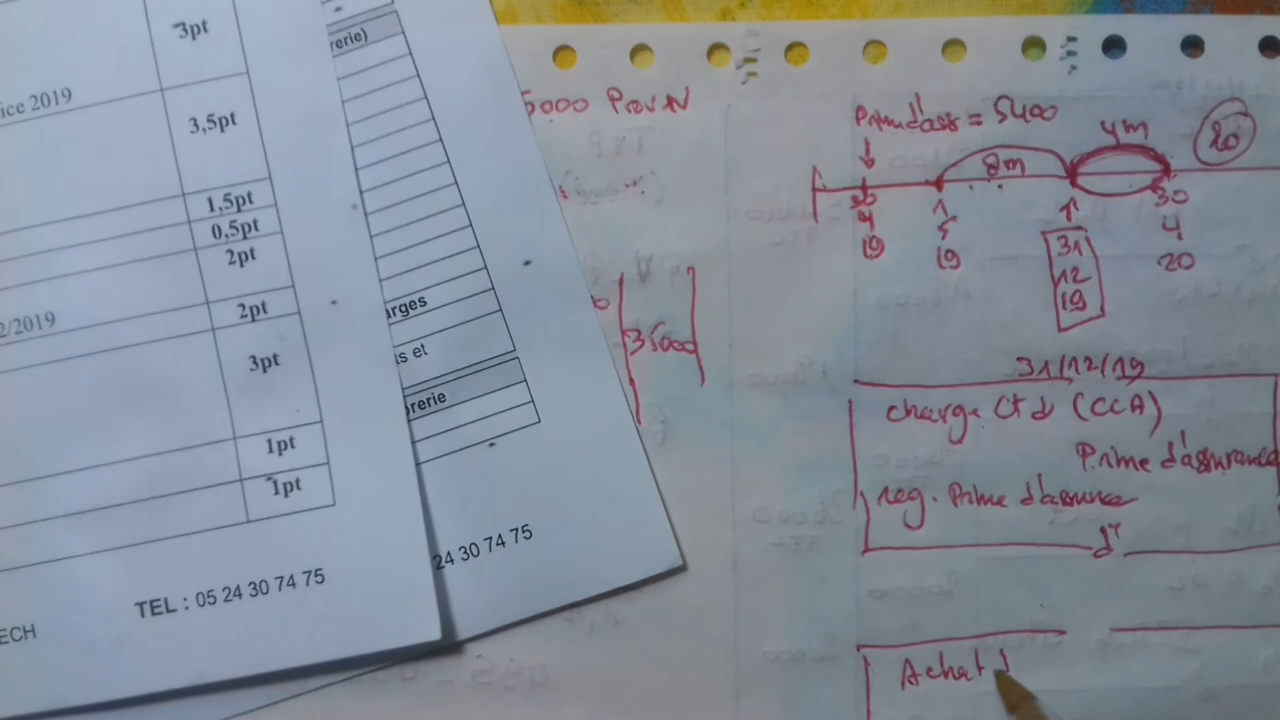 3pt
ice 2019
3,5pt
1,5pt
0,5pt
2pt
2/2019
2pt
3pt
1pt
1pt
TEL : 05 24 30 74 75
ECH
rerie)
rges
ts et
orerie
24 30 74 75
5000
35000
Prime d'ass = 5400
8m
4m
20
30
4
19
1
5
19
31
12
19
30
4
20
31/12/19
charge Ct d (CCA)
Prime d'assurance
reg. Prime d'assurance
d°
Achat d